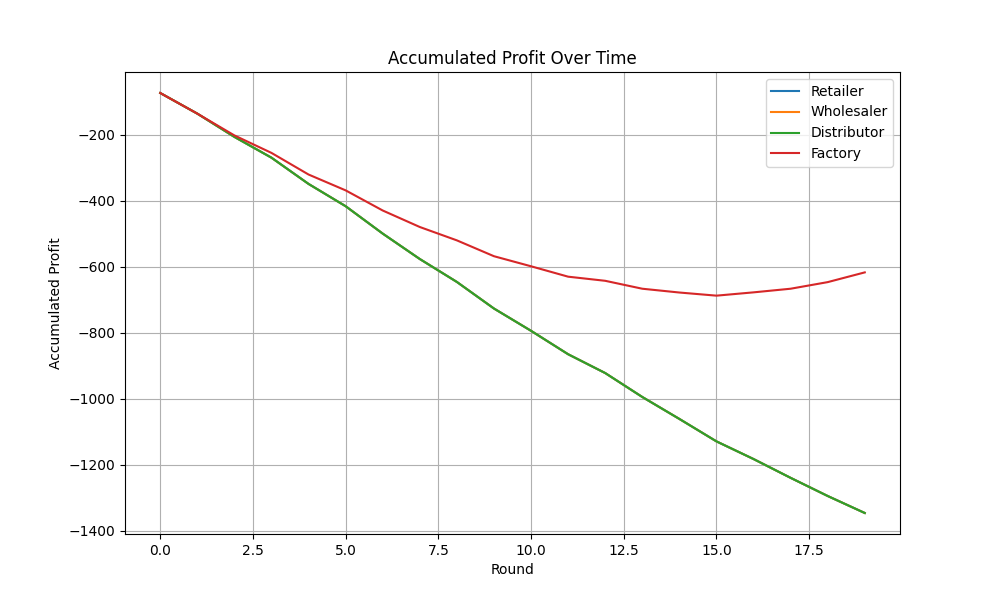 Accumulated Profit Over Time
Retailer
Wholesaler
Distributor
Factory
Accumulated Profit
−200
−400
−600
−800
−1000
−1200
−1400
0.0
2.5
5.0
7.5
10.0
12.5
15.0
17.5
Round